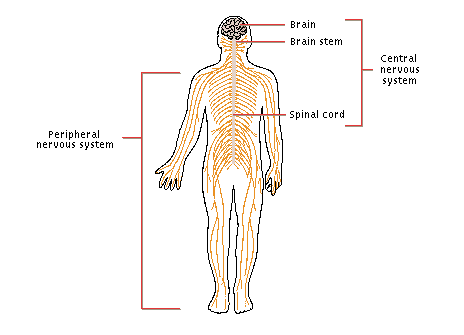 Brain
Brain stem
Central
nervous
system
Spinal cord
Peripheral
nervous system